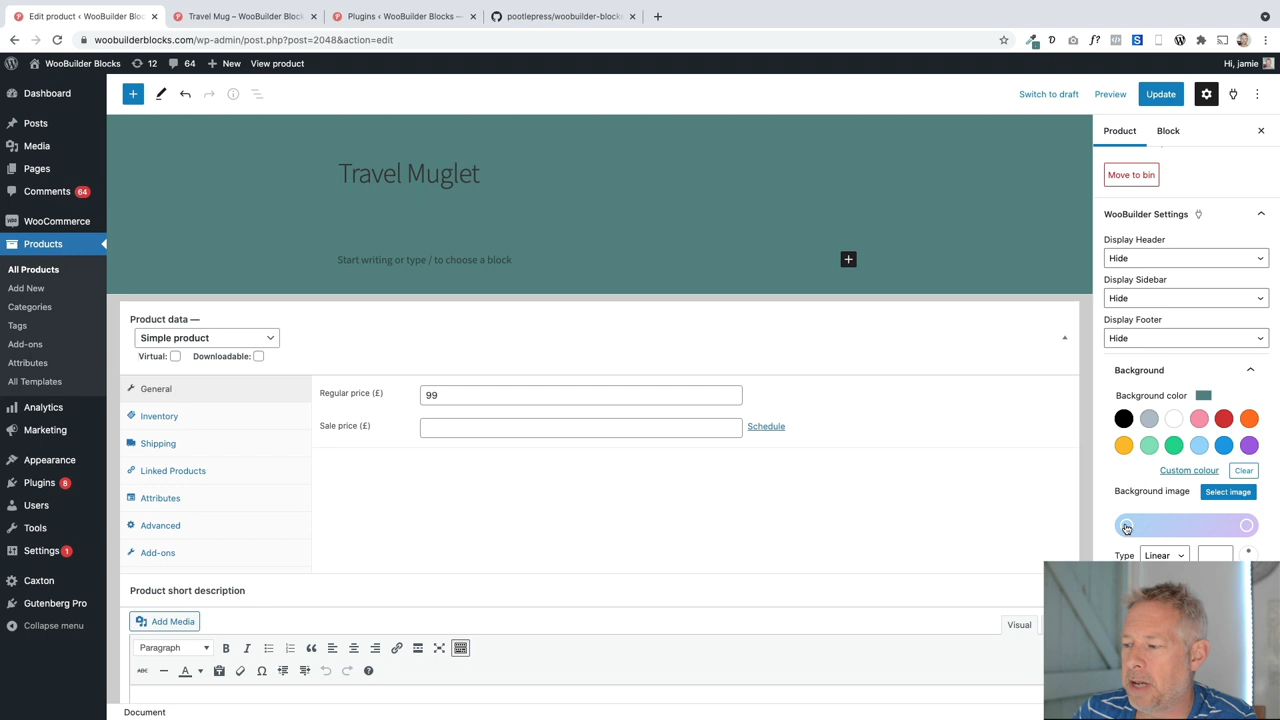 Edit product ‹ WooBuilder Bloc
Travel Mug – WooBuilder Block
Plugins ‹ WooBuilder Blocks —
pootlepress/woobuilder-blocks
woobuilderblocks.com/wp-admin/post.php?post=2048&action=edit
WooBuilder Blocks
12
64
New
View product
Hi, jamie
Dashboard
Posts
Media
Pages
Comments 64
WooCommerce
Products
All Products
Add New
Categories
Tags
Add-ons
Attributes
All Templates
Analytics
Marketing
Appearance
Plugins 8
Users
Tools
Settings 1
Caxton
Gutenberg Pro
Collapse menu
Switch to draft
Preview
Update
Travel Muglet
Start writing or type / to choose a block
Product data —
Simple product
Virtual:
Downloadable:
General
Inventory
Shipping
Linked Products
Attributes
Advanced
Add-ons
Regular price (£)
99
Sale price (£)
Schedule
Product short description
Add Media
Visual
Paragraph
B I
ABC
A
Document
Product
Block
Move to bin
WooBuilder Settings
Display Header
Hide
Display Sidebar
Hide
Display Footer
Hide
Background
Background color
Custom colour
Clear
Background image
Select image
Type
Linear